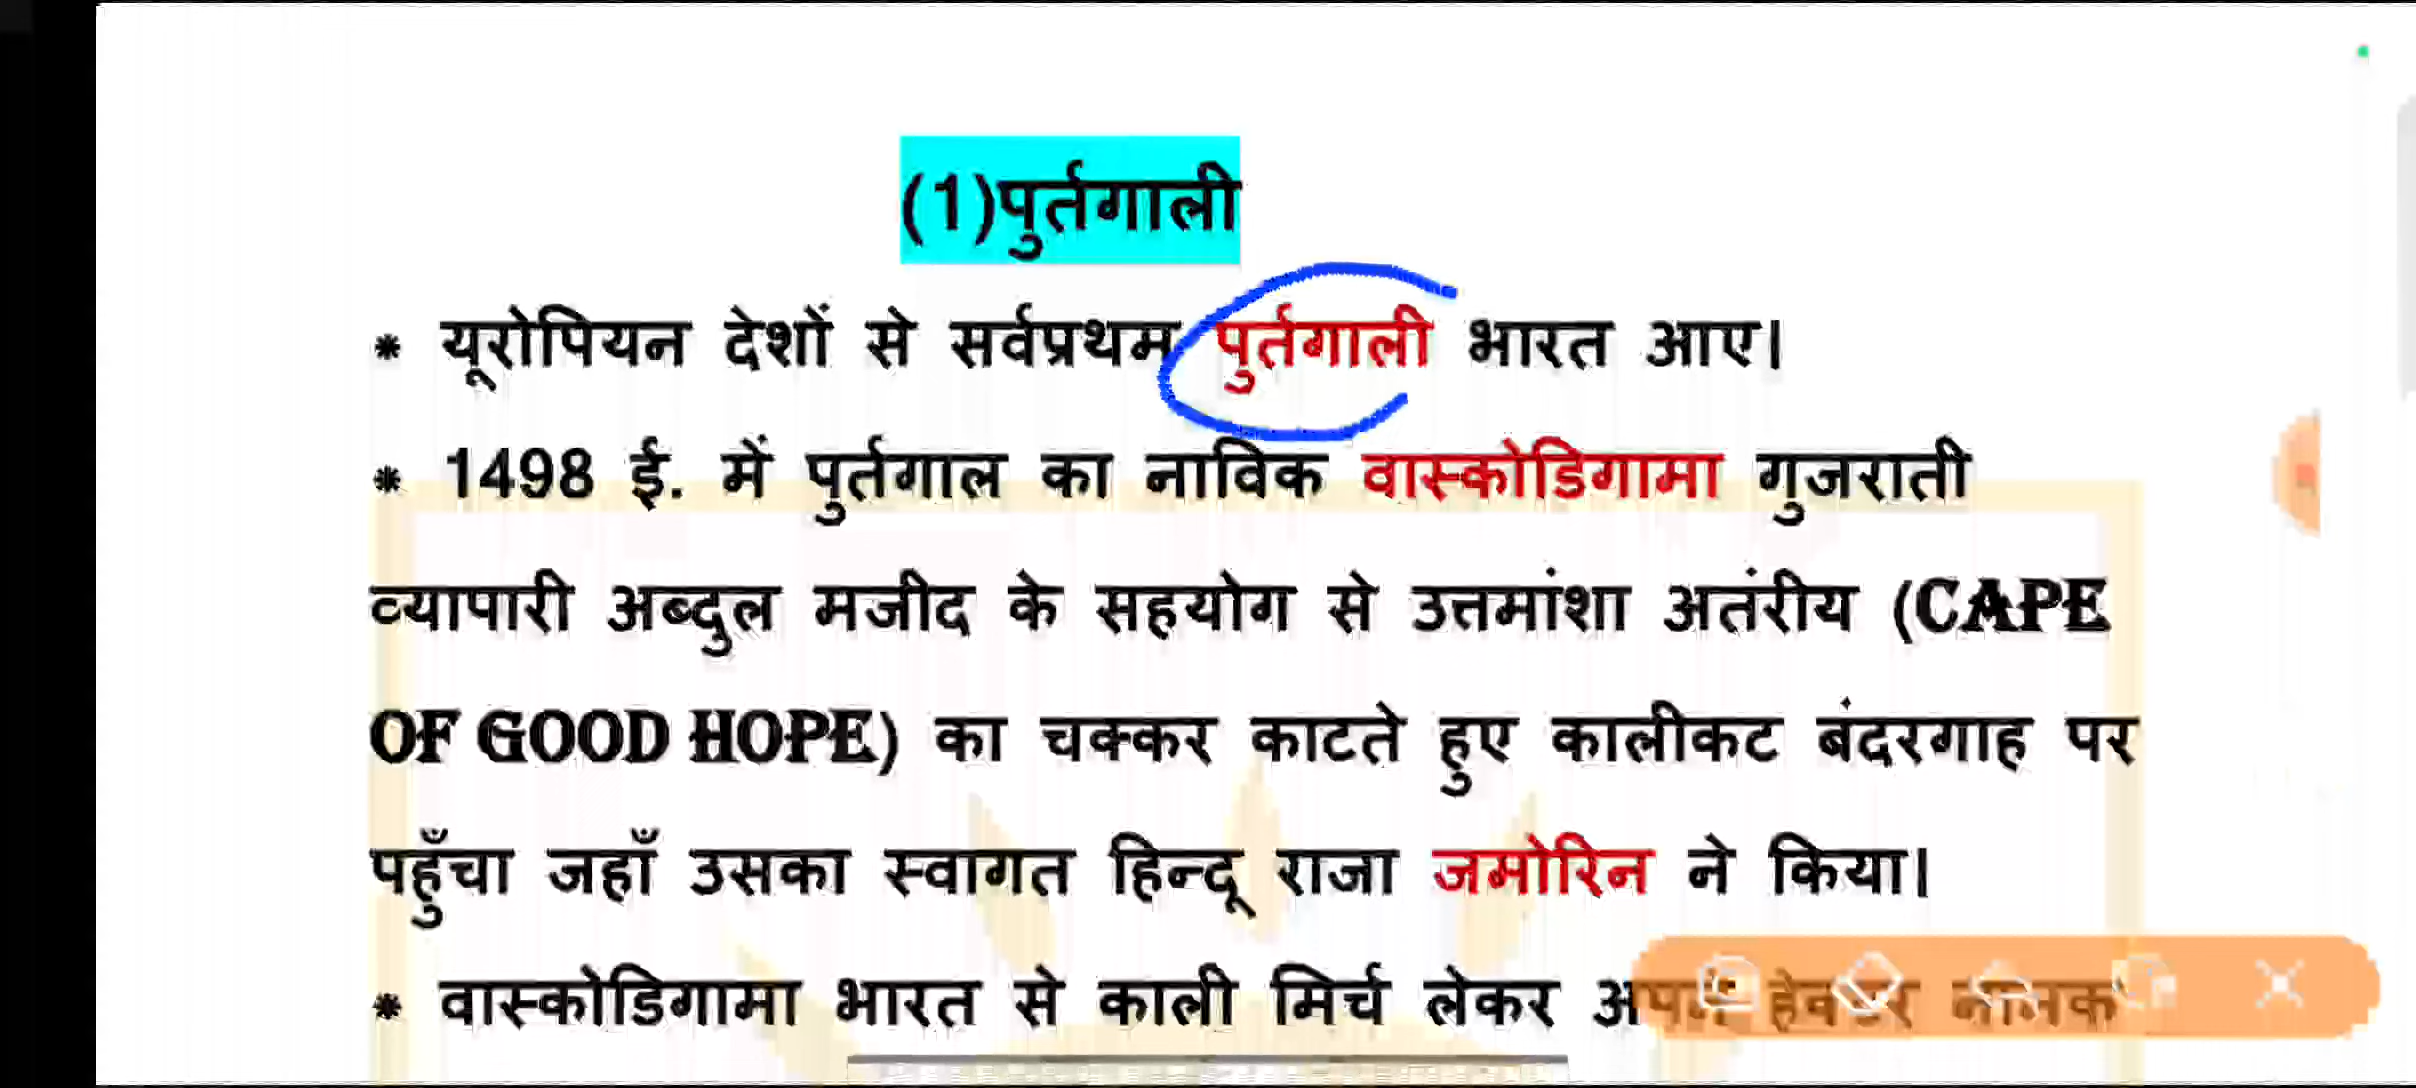 (1)पुर्तगाली
* यूरोपियन देशों से सर्वप्रथम पुर्तगाली भारत आए।
* 1498 ई. में पुर्तगाल का नाविक वास्कोडिगामा गुजराती
व्यापारी अब्दुल मजीद के सहयोग से उत्तमांशा अतंरीय (CAPE
OF GOOD HOPE) का चक्कर काटते हुए कालीकट बंदरगाह पर
पहुँचा जहाँ उसका स्वागत हिन्दू राजा जमोरिन ने किया।
* वास्कोडिगामा भारत से काली मिर्च लेकर नामक